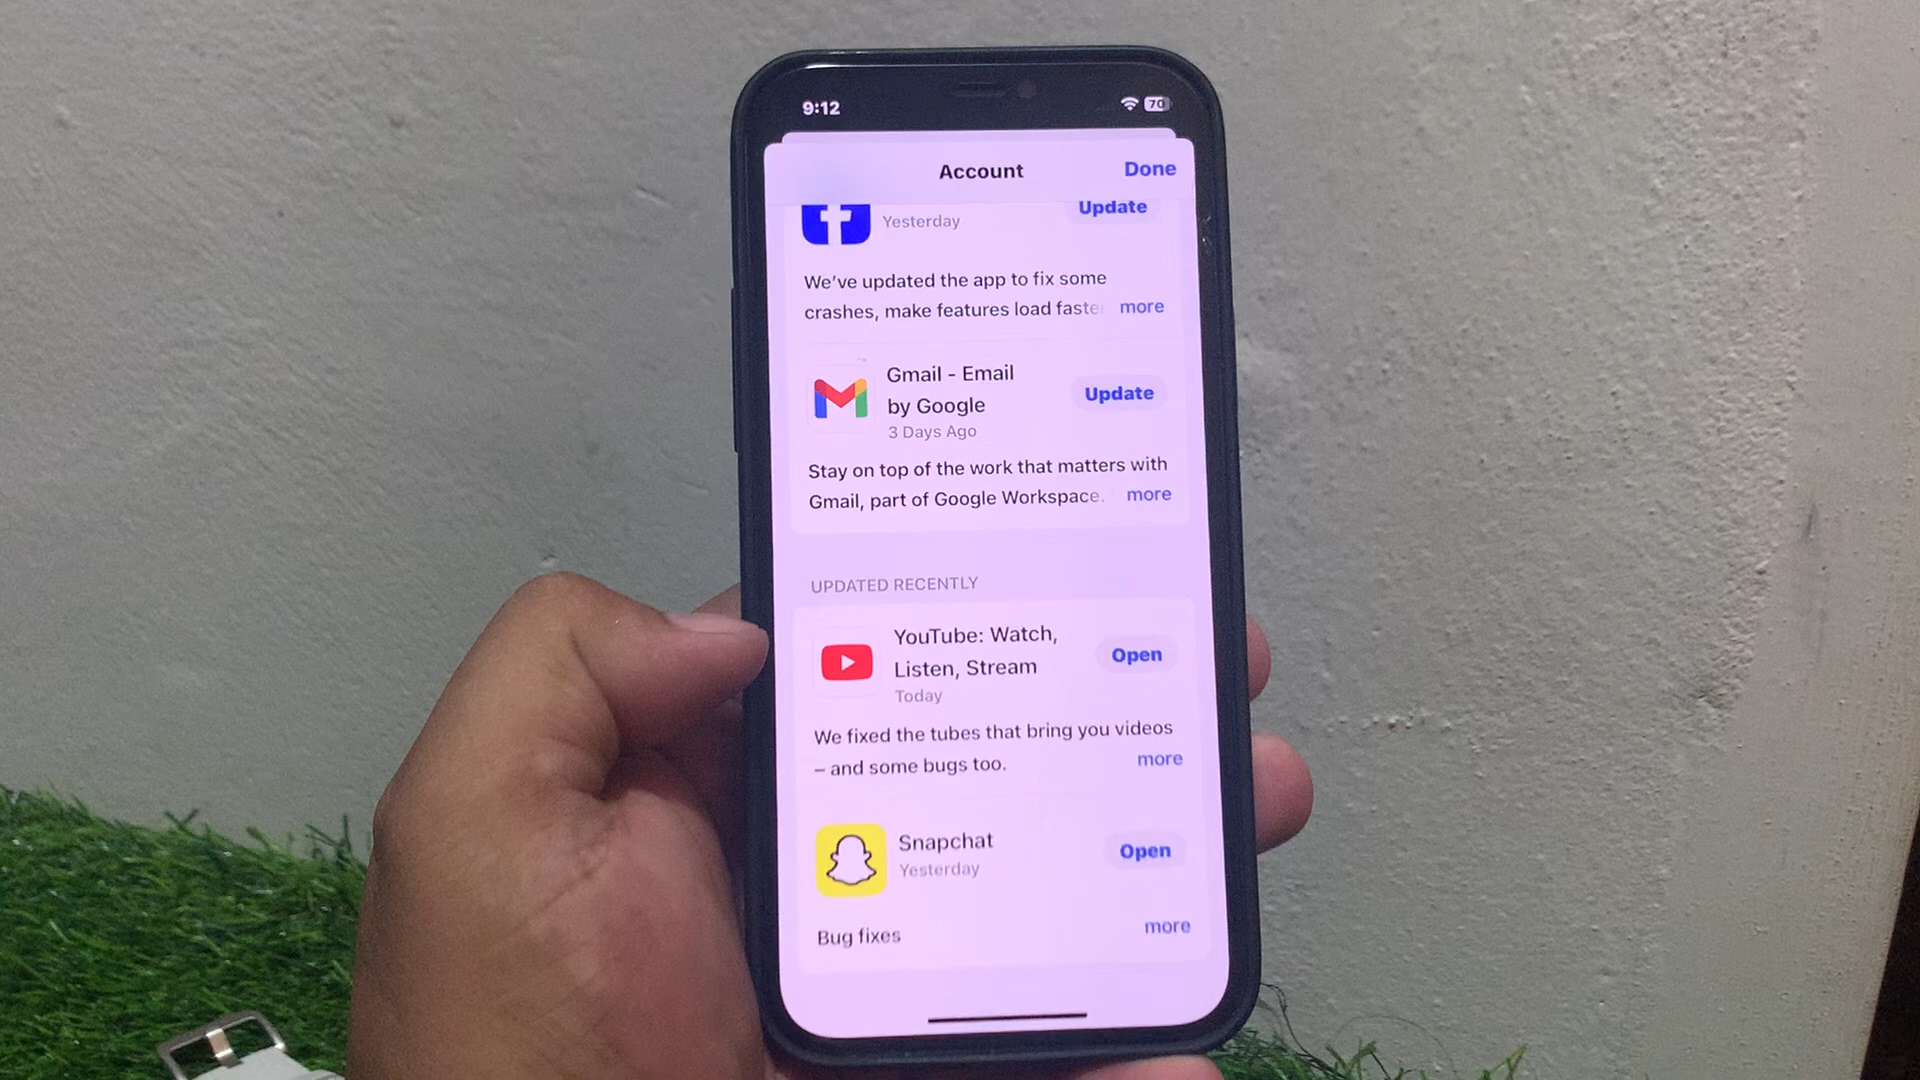 9:12
70
Account
Done
Yesterday
Update
We've updated the app to fix some
crashes, make features load faster
more
Gmail - Email
by Google
Update
3 Days Ago
Stay on top of the work that matters with
Gmail, part of Google Workspace.
more
UPDATED RECENTLY
YouTube: Watch,
Listen, Stream
Open
Today
We fixed the tubes that bring you videos
– and some bugs too.
more
Snapchat
Open
Yesterday
Bug fixes
more